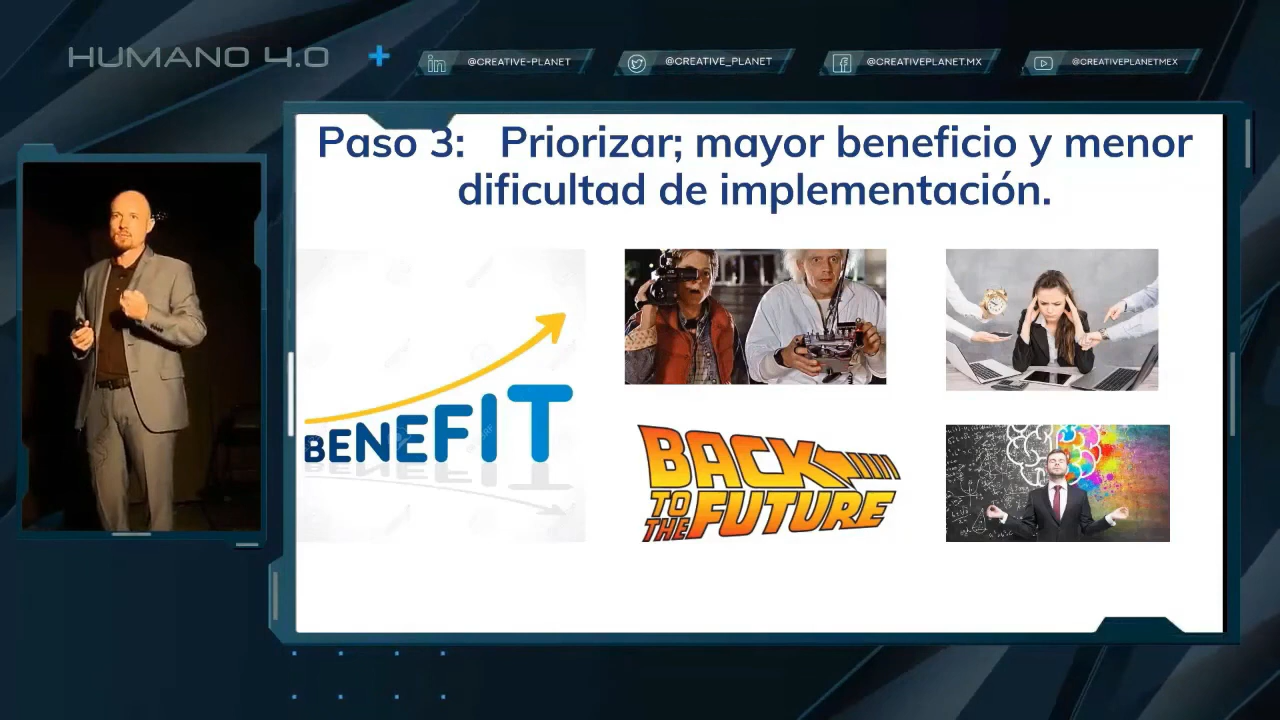 HUMANO 4.0
@CREATIVE-PLANET
@CREATIVE_PLANET
@CREATIVEPLANET.MX
@CREATIVEPLANETMEX
Paso 3: Priorizar; mayor beneficio y menor
dificultad de implementación.
BENEFIT
BACK
TO
THE FUTURE